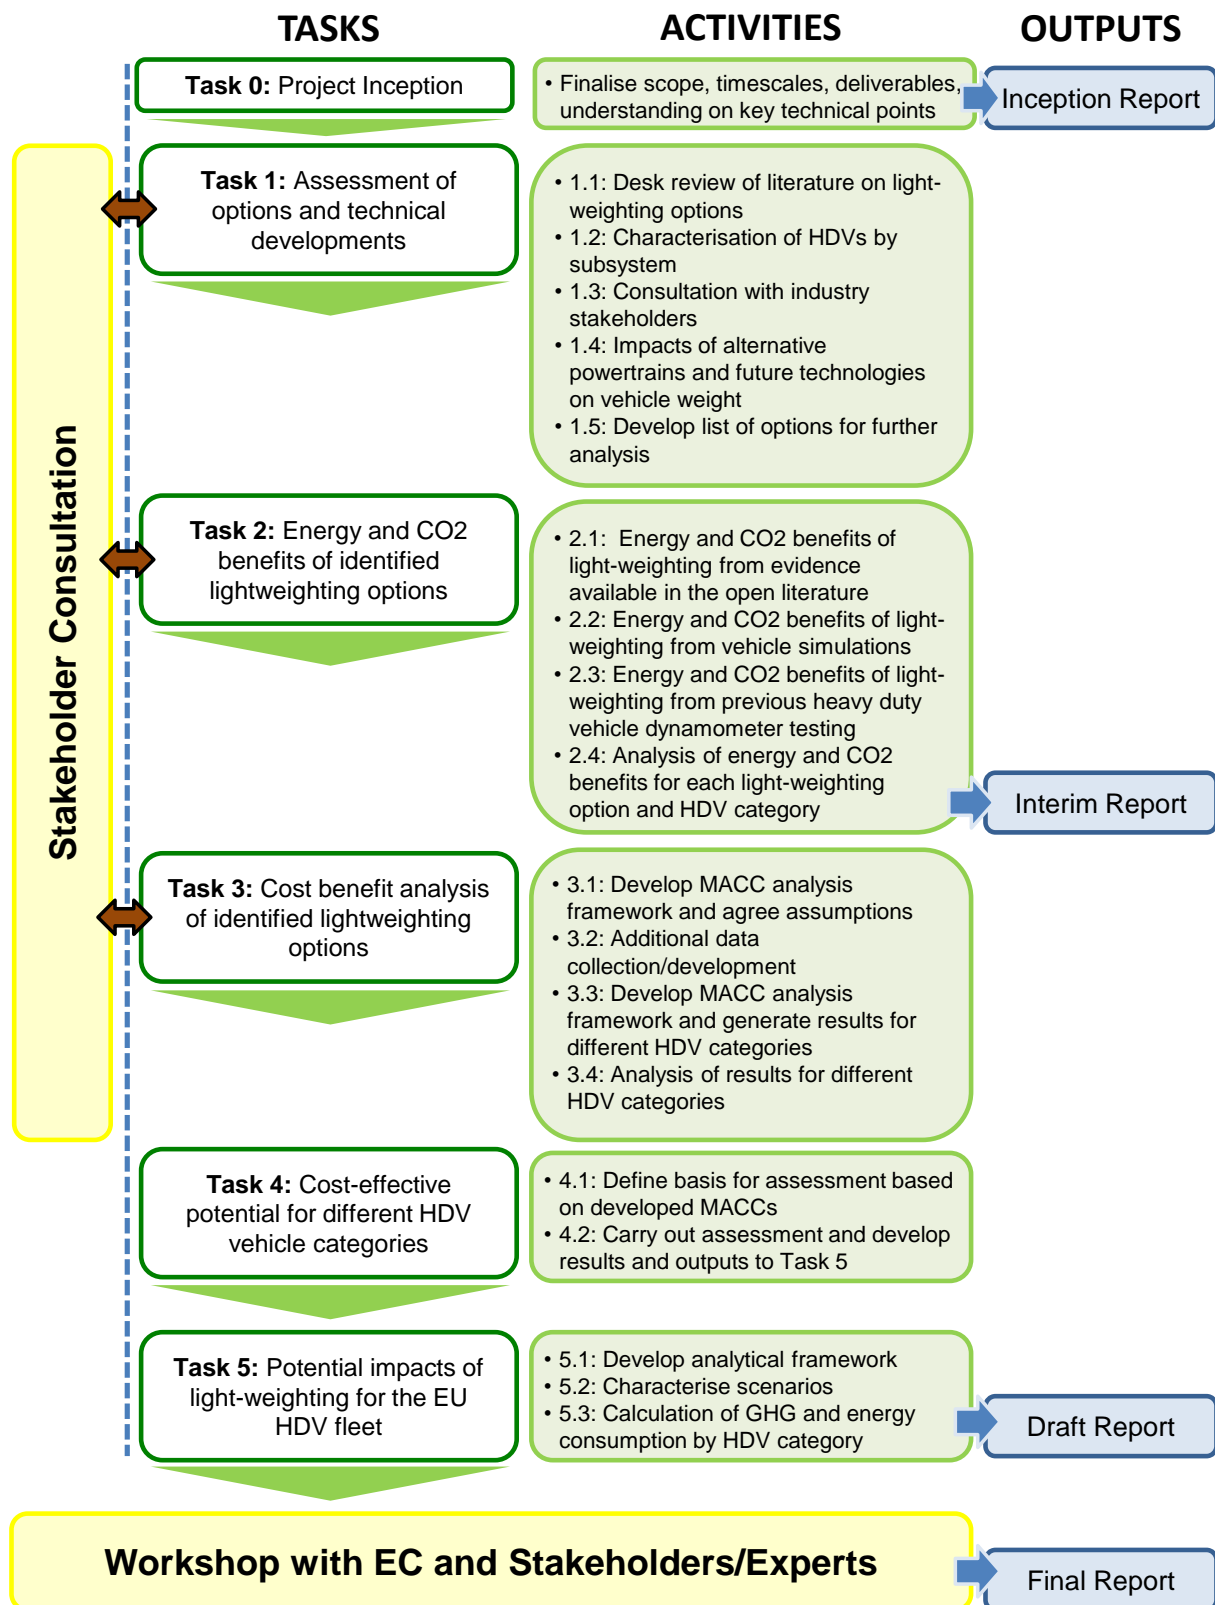 TASKS
ACTIVITIES
OUTPUTS
Task 0: Project Inception
• Finalise scope, timescales, deliverables,
understanding on key technical points
Inception Report
Stakeholder Consultation
Task 1: Assessment of
options and technical
developments
• 1.1: Desk review of literature on light-
weighting options
• 1.2: Characterisation of HDVs by
subsystem
• 1.3: Consultation with industry
stakeholders
• 1.4: Impacts of alternative
powertrains and future technologies
on vehicle weight
• 1.5: Develop list of options for further
analysis
Task 2: Energy and CO2
benefits of identified
lightweighting options
• 2.1: Energy and CO2 benefits of
light-weighting from evidence
available in the open literature
• 2.2: Energy and CO2 benefits of light-
weighting from vehicle simulations
• 2.3: Energy and CO2 benefits of light-
weighting from previous heavy duty
vehicle dynamometer testing
• 2.4: Analysis of energy and CO2
benefits for each light-weighting
option and HDV category
Interim Report
Task 3: Cost benefit analysis
of identified lightweighting
options
• 3.1: Develop MACC analysis
framework and agree assumptions
• 3.2: Additional data
collection/development
• 3.3: Develop MACC analysis
framework and generate results for
different HDV categories
• 3.4: Analysis of results for different
HDV categories
Task 4: Cost-effective
potential for different HDV
vehicle categories
• 4.1: Define basis for assessment based
on developed MACCs
• 4.2: Carry out assessment and develop
results and outputs to Task 5
Task 5: Potential impacts of
light-weighting for the EU
HDV fleet
• 5.1: Develop analytical framework
• 5.2: Characterise scenarios
• 5.3: Calculation of GHG and energy
consumption by HDV category
Draft Report
Workshop with EC and Stakeholders/Experts
Final Report